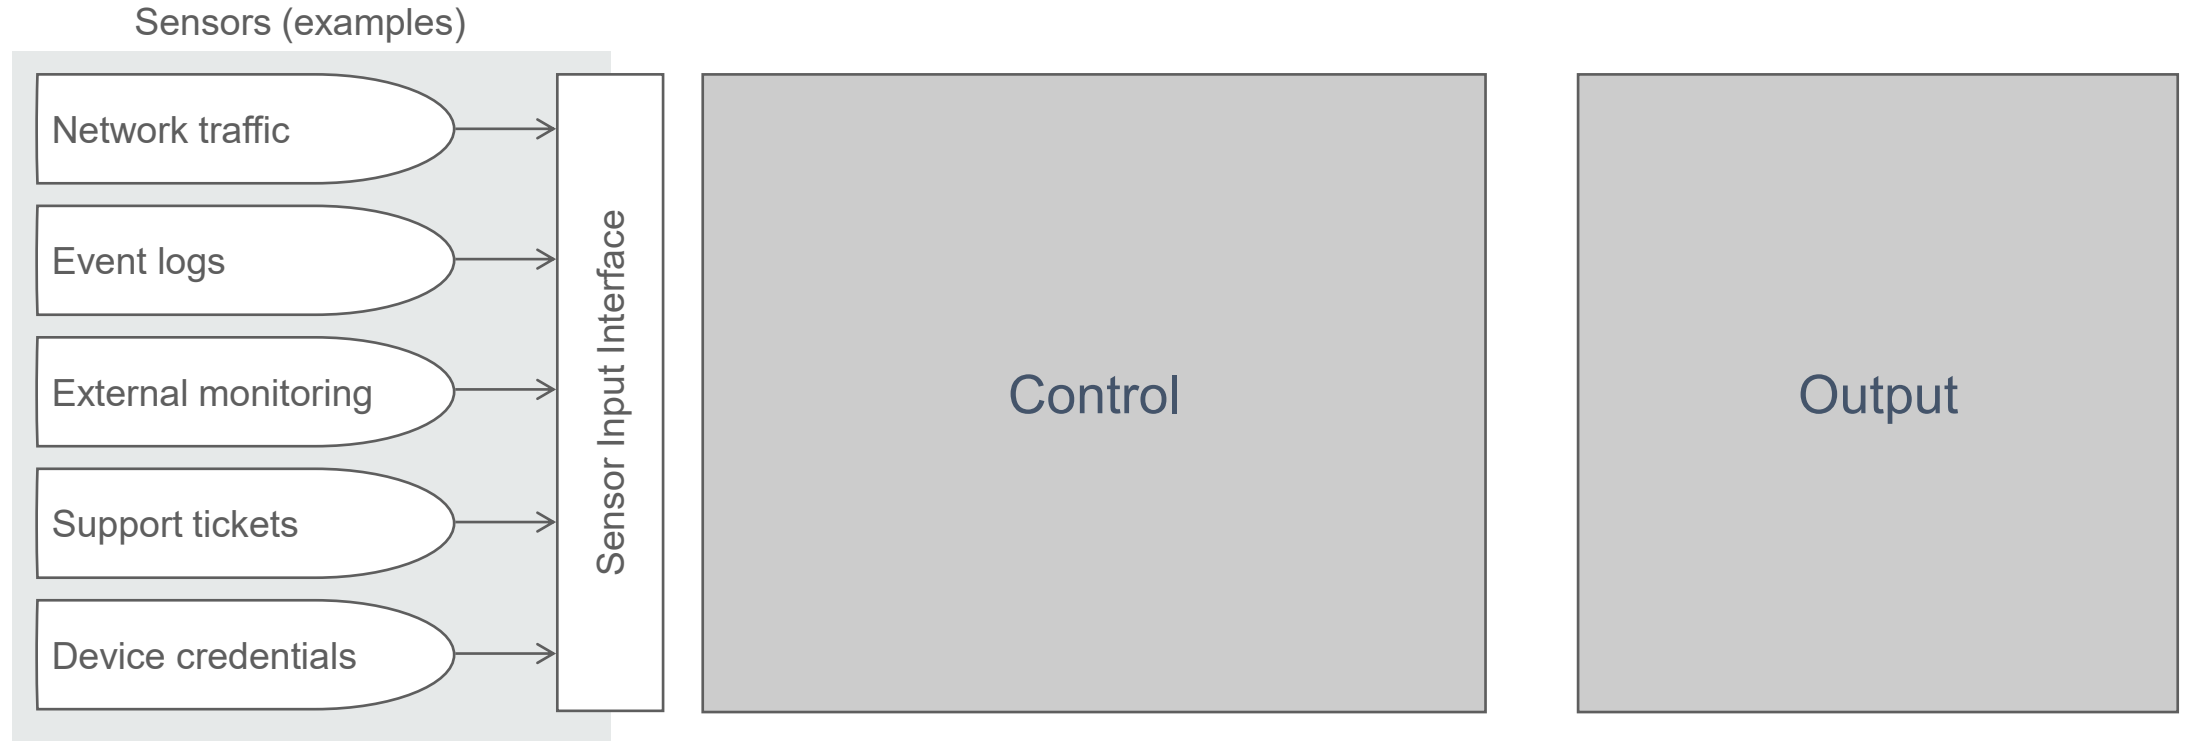 Sensors (examples)
Network traffic
Event logs
External monitoring
Support tickets
Device credentials
Sensor Input Interface
Control
Output